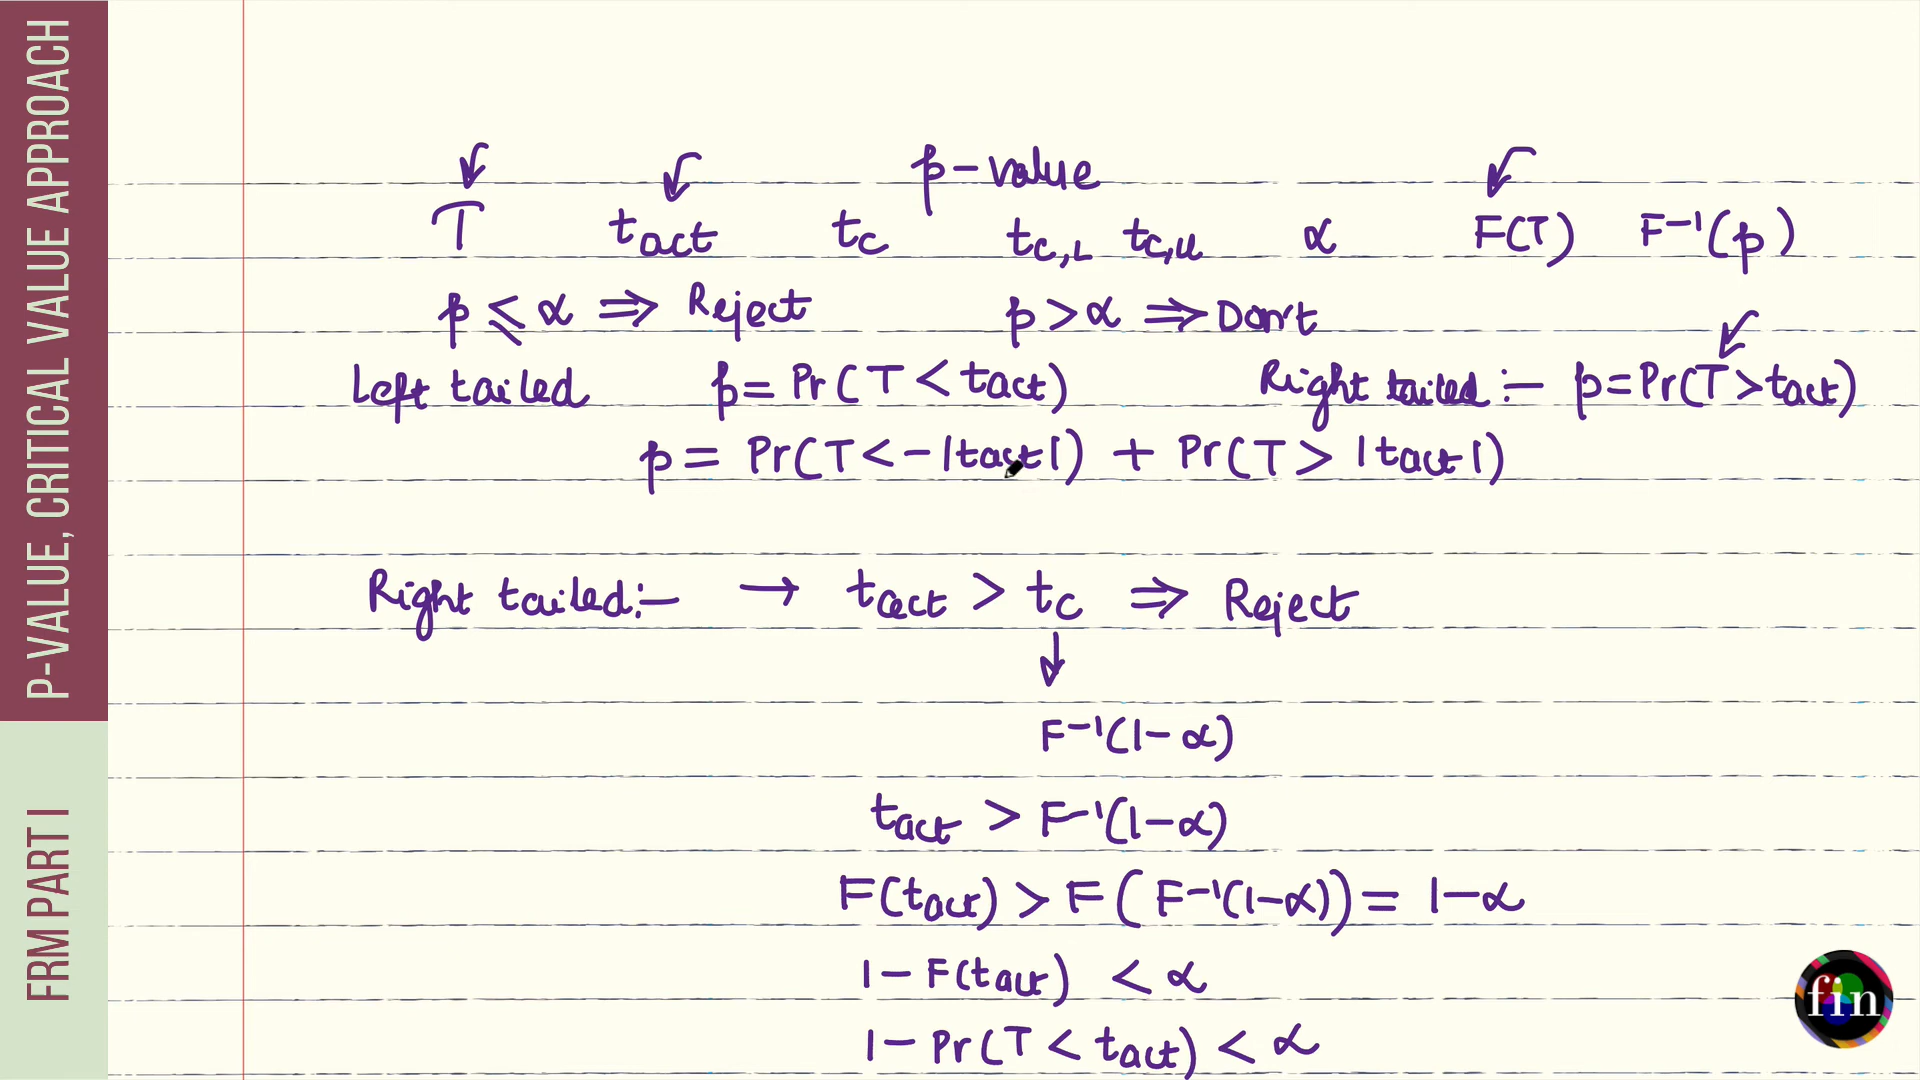 P-VALUE, CRITICAL VALUE APPROACH
FRM PART I
p-value
T tact tc tc,L tc,u α F(T) F⁻¹(p)
p ≤ α ⇒ Reject p > α ⇒ Don't
Left tailed p = Pr(T < tact) Right tailed :- p = Pr(T > tact)
p = Pr(T < -|tact|) + Pr(T > |tact|)
Right tailed :- → tact > tc ⇒ Reject
↓
F⁻¹(1-α)
tact > F⁻¹(1-α)
F(tact) > F(F⁻¹(1-α)) = 1-α
1 - F(tact) < α
1 - Pr(T < tact) < α
fin